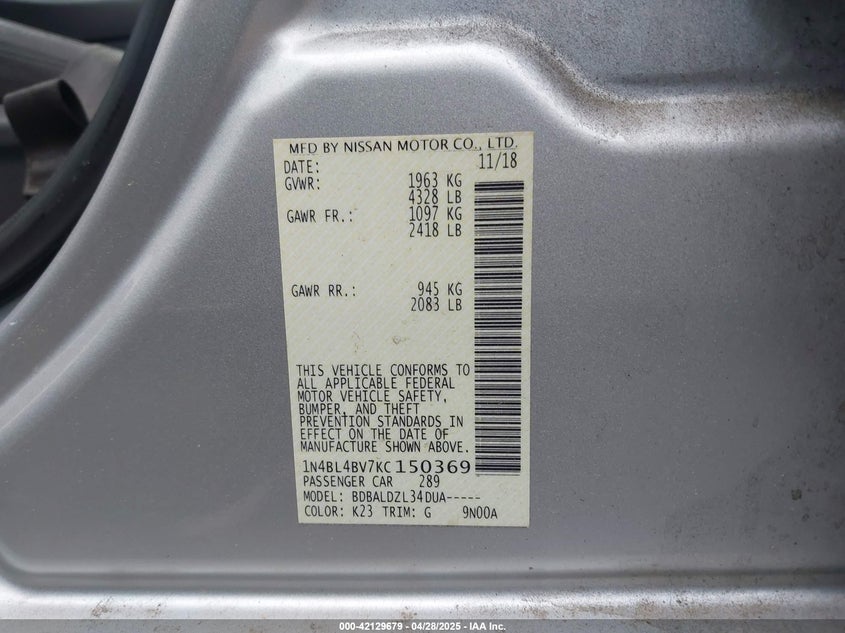 MFD BY NISSAN MOTOR CO., LTD.
DATE: 11/18
GVWR: 1963 KG
4328 LB
GAWR FR.: 1097 KG
2418 LB
GAWR RR.: 945 KG
2083 LB
THIS VEHICLE CONFORMS TO
ALL APPLICABLE FEDERAL
MOTOR VEHICLE SAFETY,
BUMPER, AND THEFT
PREVENTION STANDARDS IN
EFFECT ON THE DATE OF
MANUFACTURE SHOWN ABOVE.
1N4BL4BV7KC150369
PASSENGER CAR 289
MODEL: BDBALDZL34DUA-----
COLOR: K23 TRIM: G 9N00A
000-42129679 / 04/28/2025 - IAA Inc.